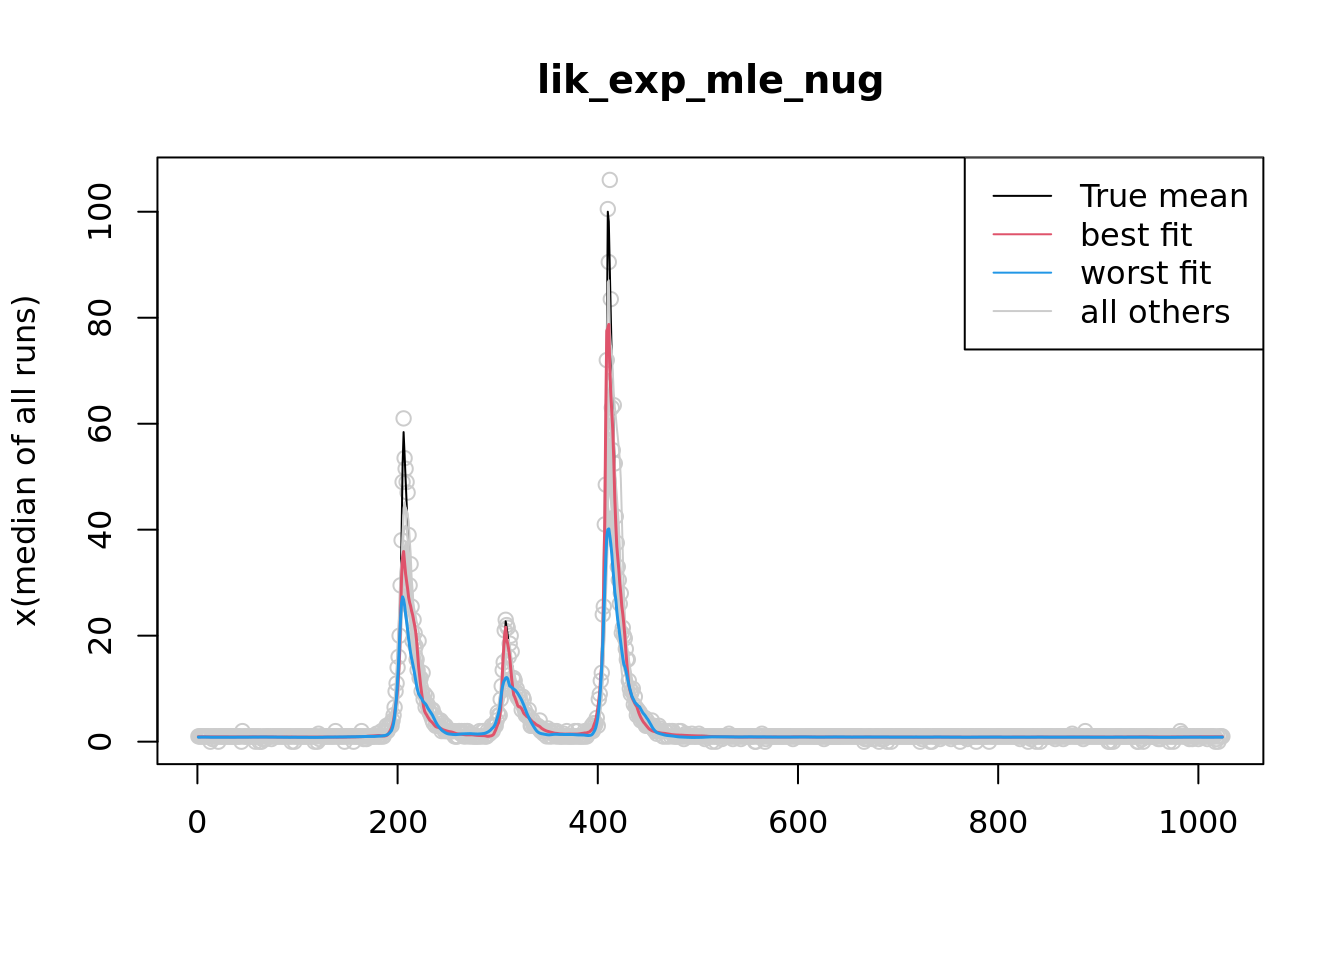 lik_exp_mle_nug
x(median of all runs)
100
80
60
40
20
0
True mean
best fit
worst fit
all others
0 200 400 600 800 1000